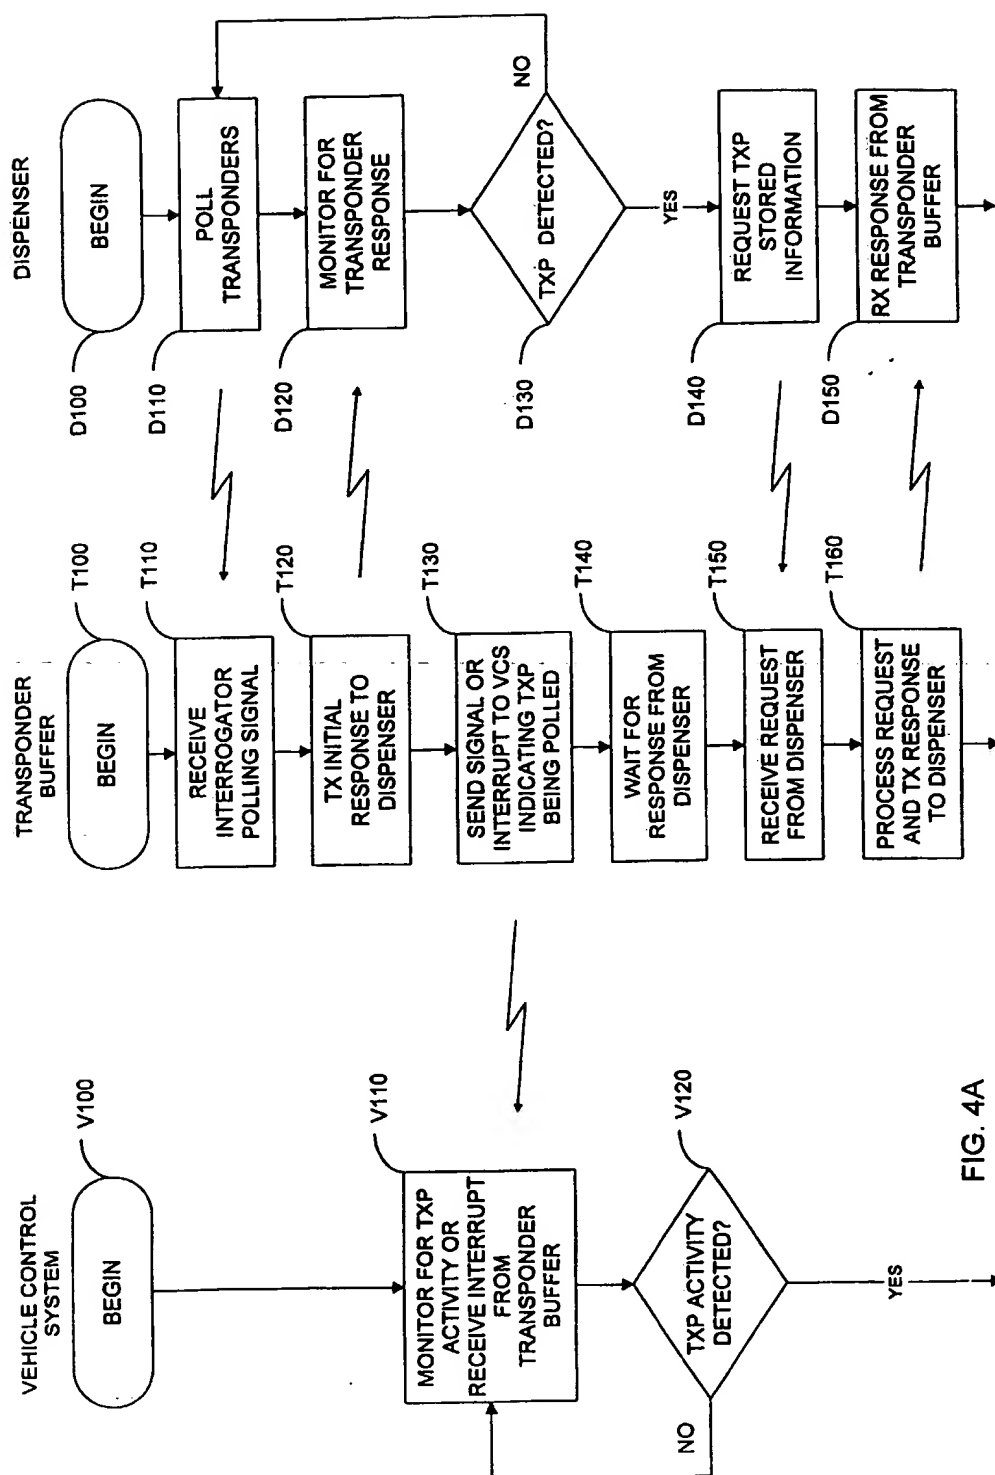 VEHICLE CONTROL
SYSTEM
BEGIN
V100
MONITOR FOR TXP
ACTIVITY OR
RECEIVE INTERRUPT
FROM
TRANSPONDER
BUFFER
V110
TXP ACTIVITY
DETECTED?
V120
NO
YES
TRANSPONDER
BUFFER
BEGIN
T100
RECEIVE
INTERROGATOR
POLLING SIGNAL
T110
TX INITIAL
RESPONSE TO
DISPENSER
T120
SEND SIGNAL OR
INTERRUPT TO VCS
INDICATING TXP
BEING POLLED
T130
WAIT FOR
RESPONSE FROM
DISPENSER
T140
RECEIVE REQUEST
FROM DISPENSER
T150
PROCESS REQUEST
AND TX RESPONSE
TO DISPENSER
T160
DISPENSER
BEGIN
D100
POLL
TRANSPONDERS
D110
MONITOR FOR
TRANSPONDER
RESPONSE
D120
TXP DETECTED?
D130
NO
YES
REQUEST TXP
STORED
INFORMATION
D140
RX RESPONSE FROM
TRANSPONDER
BUFFER
D150
FIG. 4A